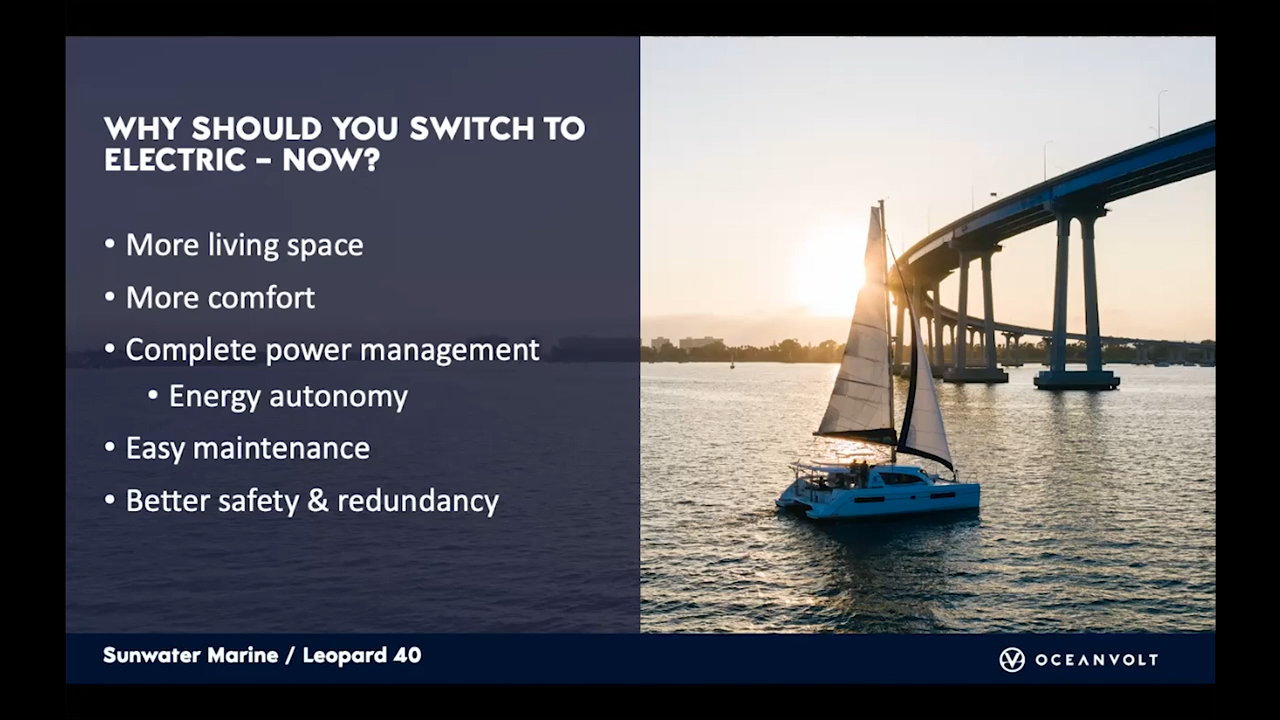 WHY SHOULD YOU SWITCH TO
ELECTRIC – NOW?
• More living space
• More comfort
• Complete power management
• Energy autonomy
• Easy maintenance
• Better safety & redundancy
Sunwater Marine / Leopard 40
OCEANVOLT